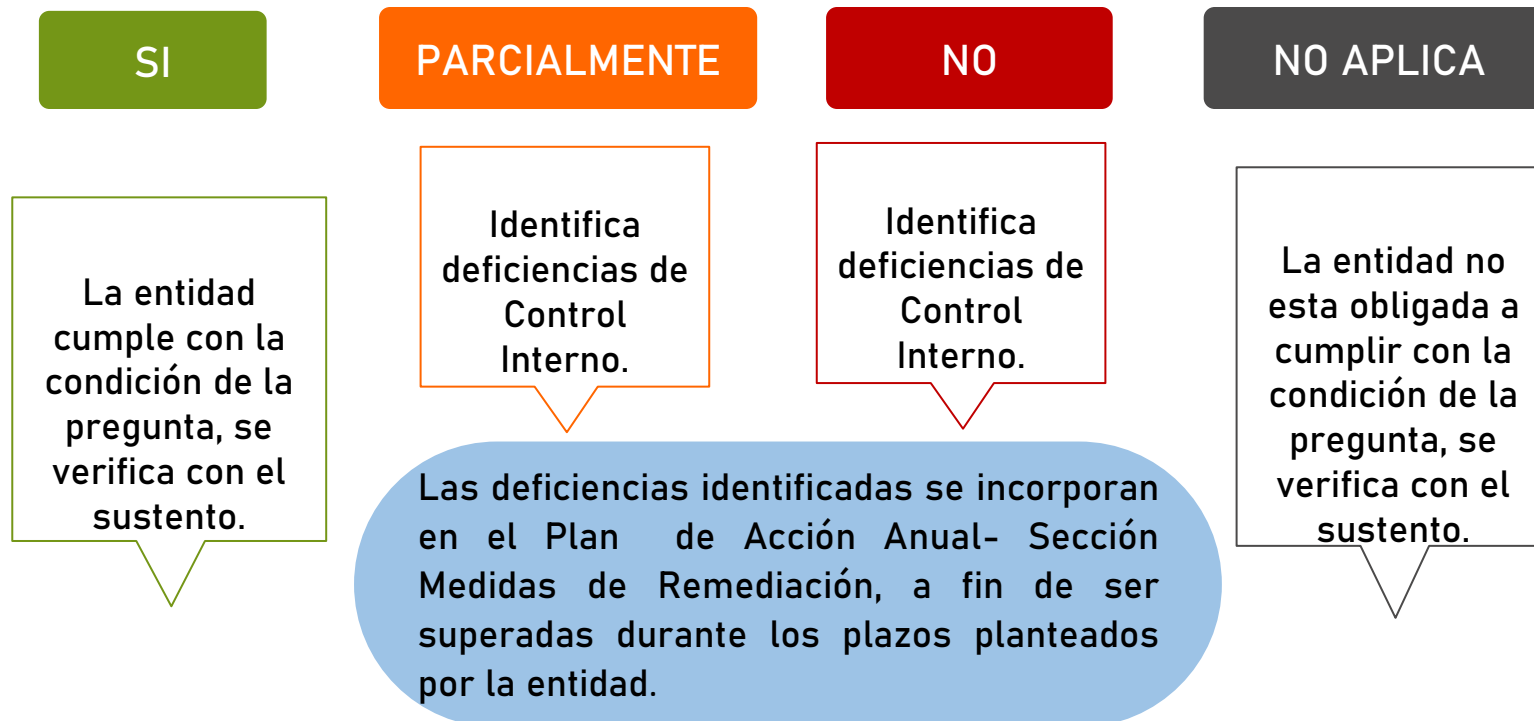 SI
PARCIALMENTE
NO
NO APLICA
La entidad
cumple con la
condición de la
pregunta, se
verifica con el
sustento.
Identifica
deficiencias de
Control
Interno.
Identifica
deficiencias de
Control
Interno.
La entidad no
esta obligada a
cumplir con la
condición de la
pregunta, se
verifica con el
sustento.
Las deficiencias identificadas se incorporan
en el Plan de Acción Anual- Sección
Medidas de Remediación, a fin de ser
superadas durante los plazos planteados
por la entidad.